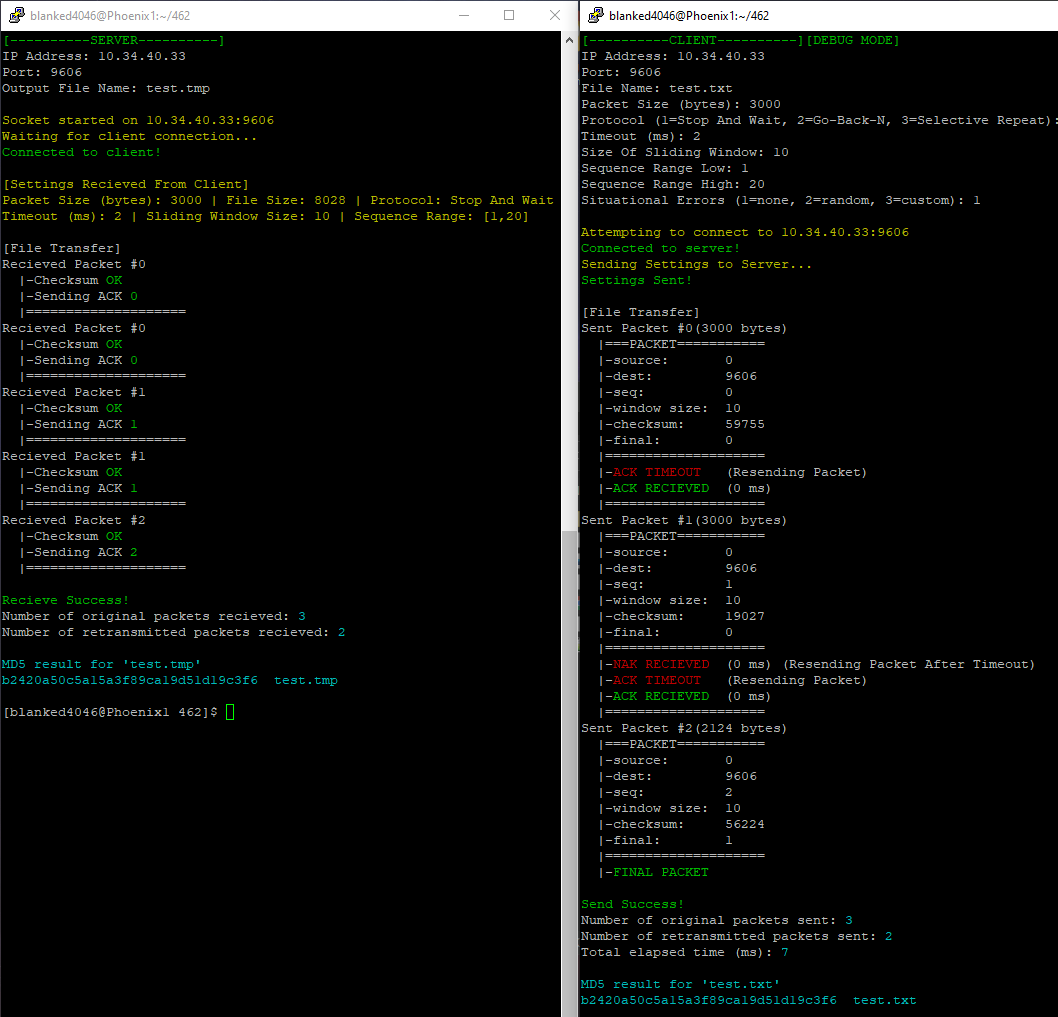 blanked4046@Phoenix1:~/462
[----------SERVER----------]
IP Address: 10.34.40.33
Port: 9606
Output File Name: test.tmp
Socket started on 10.34.40.33:9606
Waiting for client connection...
Connected to client!
[Settings Recieved From Client]
Packet Size (bytes): 3000 | File Size: 8028 | Protocol: Stop And Wait
Timeout (ms): 2 | Sliding Window Size: 10 | Sequence Range: [1,20]
[File Transfer]
Recieved Packet #0
|-Checksum OK
|-Sending ACK 0
|====================
Recieved Packet #0
|-Checksum OK
|-Sending ACK 0
|====================
Recieved Packet #1
|-Checksum OK
|-Sending ACK 1
|====================
Recieved Packet #1
|-Checksum OK
|-Sending ACK 1
|====================
Recieved Packet #2
|-Checksum OK
|-Sending ACK 2
|====================
Recieve Success!
Number of original packets recieved: 3
Number of retransmitted packets recieved: 2
MD5 result for 'test.tmp'
b2420a50c5a15a3f89ca19d51d19c3f6  test.tmp
[blanked4046@Phoenix1 462]$
blanked4046@Phoenix1:~/462
[----------CLIENT----------][DEBUG MODE]
IP Address: 10.34.40.33
Port: 9606
File Name: test.txt
Packet Size (bytes): 3000
Protocol (1=Stop And Wait, 2=Go-Back-N, 3=Selective Repeat):
Timeout (ms): 2
Size Of Sliding Window: 10
Sequence Range Low: 1
Sequence Range High: 20
Situational Errors (1=none, 2=random, 3=custom): 1
Attempting to connect to 10.34.40.33:9606
Connected to server!
Sending Settings to Server...
Settings Sent!
[File Transfer]
Sent Packet #0(3000 bytes)
|===PACKET===========
|-source: 0
|-dest: 9606
|-seq: 0
|-window size: 10
|-checksum: 59755
|-final: 0
|====================
|-ACK TIMEOUT (Resending Packet)
|-ACK RECIEVED (0 ms)
|====================
Sent Packet #1(3000 bytes)
|===PACKET===========
|-source: 0
|-dest: 9606
|-seq: 1
|-window size: 10
|-checksum: 19027
|-final: 0
|====================
|-NAK RECIEVED (0 ms) (Resending Packet After Timeout)
|-ACK TIMEOUT (Resending Packet)
|-ACK RECIEVED (0 ms)
|====================
Sent Packet #2(2124 bytes)
|===PACKET===========
|-source: 0
|-dest: 9606
|-seq: 2
|-window size: 10
|-checksum: 56224
|-final: 1
|====================
|-FINAL PACKET
Send Success!
Number of original packets sent: 3
Number of retransmitted packets sent: 2
Total elapsed time (ms): 7
MD5 result for 'test.txt'
b2420a50c5a15a3f89ca19d51d19c3f6  test.txt